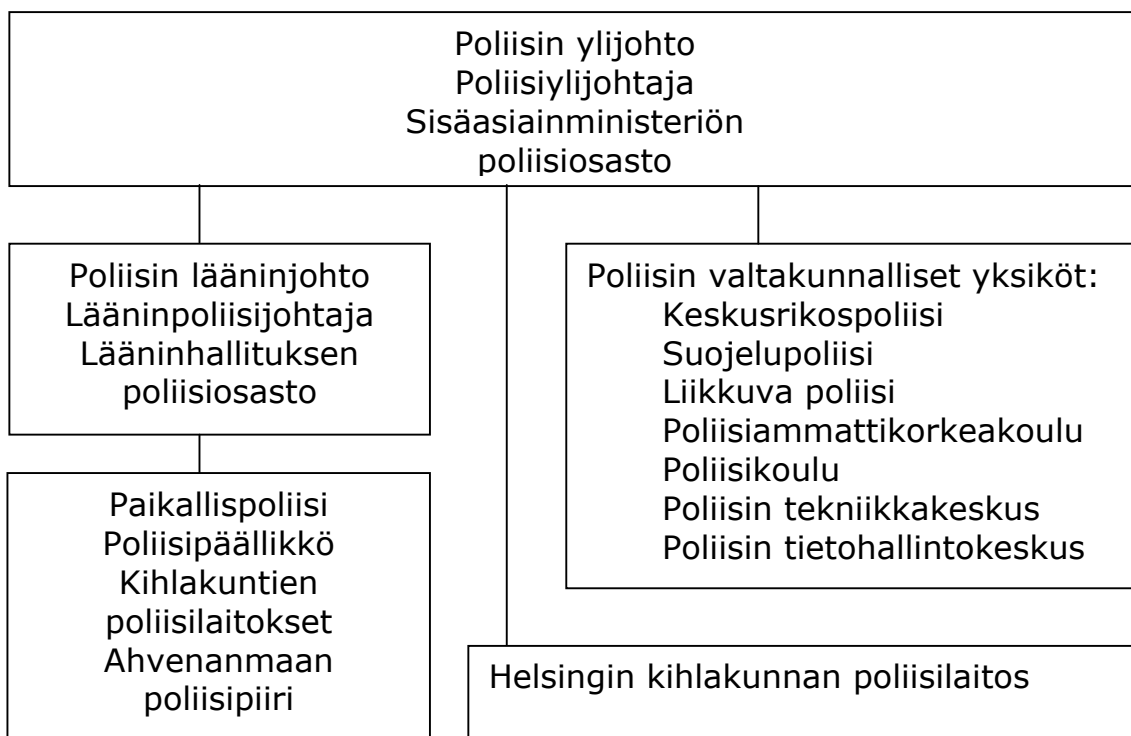 Poliisin ylijohto
Poliisiylijohtaja
Sisäasiainministeriön
poliisiosasto
Poliisin lääninjohto
Lääninpoliisijohtaja
Lääninhallituksen
poliisiosasto
Poliisin valtakunnalliset yksiköt:
Keskusrikospoliisi
Suojelupoliisi
Liikkuva poliisi
Poliisiammattikorkeakoulu
Poliisikoulu
Poliisin tekniikkakeskus
Poliisin tietohallintokeskus
Paikallispoliisi
Poliisipäällikkö
Kihlakuntien
poliisilaitokset
Ahvenanmaan
poliisipiiri
Helsingin kihlakunnan poliisilaitos